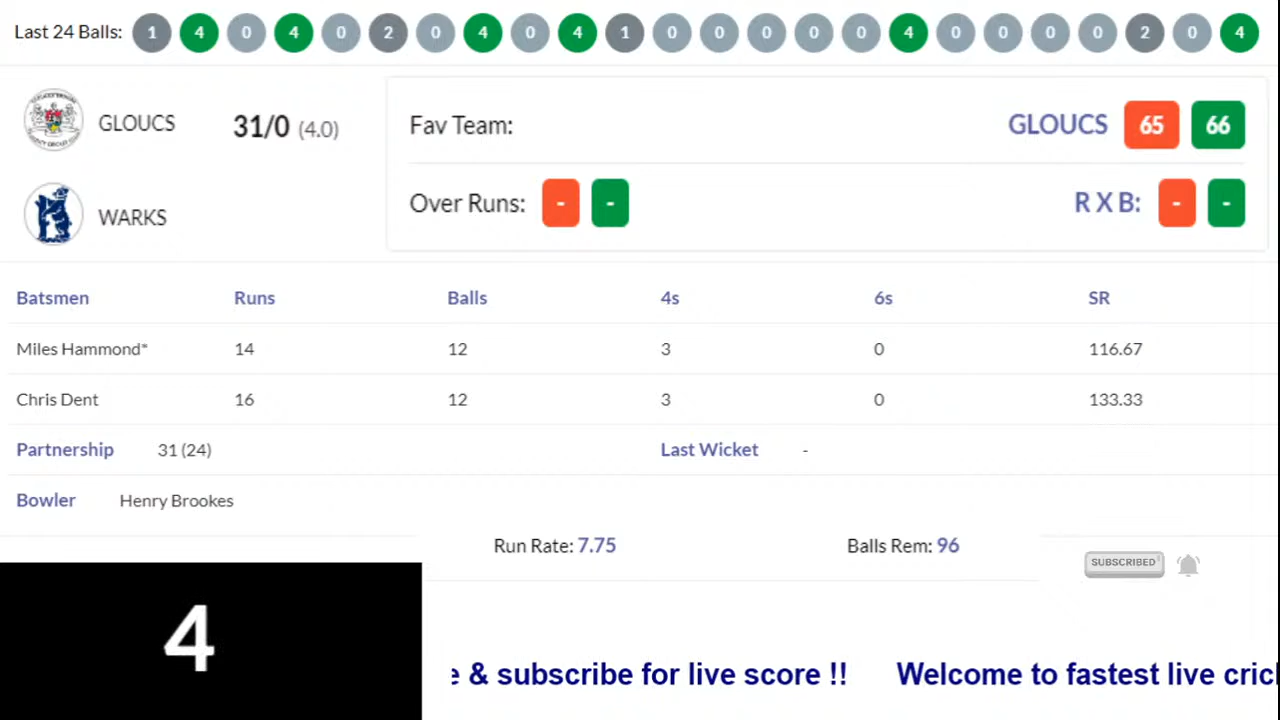 Last 24 Balls: 1 4 0 4 0 2 0 4 0 4 1 0 0 0 0 0 4 0 0 0 0 2 0 4
GLOUCS 31/0 (4.0) Fav Team: GLOUCS 65 66
WARKS Over Runs: - - R X B: - -
Batsmen Runs Balls 4s 6s SR
Miles Hammond* 14 12 3 0 116.67
Chris Dent 16 12 3 0 133.33
Partnership 31 (24) Last Wicket -
Bowler Henry Brookes
Run Rate: 7.75 Balls Rem: 96
SUBSCRIBED
4
& subscribe for live score !! Welcome to fastest live